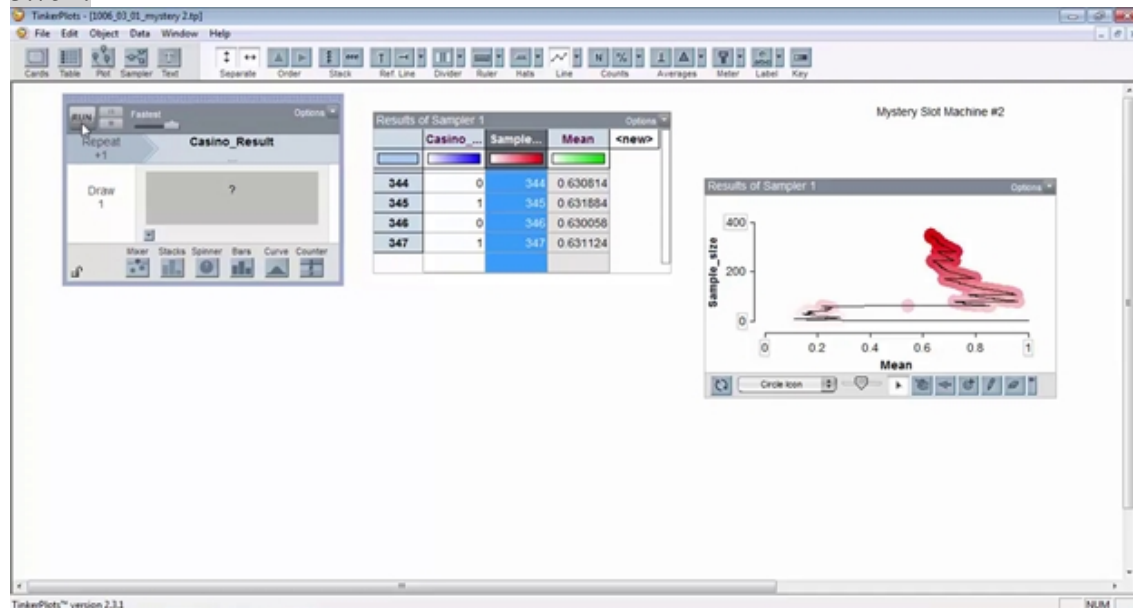 TinkerPlots - [1006_03_01_mystery 2.tp]
File Edit Object Data Window Help
Cards Table Plot Sampler Text Separate Order Stack Ref. Line Divider Ruler Hats Line Counts Averages Meter Label Key
RUN Fastest Options
Repeat
+1
Casino_Result
...
Draw
1
?
Mixer Stacks Spinner Bars Curve Counter
Results of Sampler 1 Options
Casino_... Sample... Mean <new>
344 0 344 0.630814
345 1 345 0.631884
346 0 346 0.630058
347 1 347 0.631124
Mystery Slot Machine #2
Results of Sampler 1 Options
Sample_size
400
200
0
0 0.2 0.4 0.6 0.8 1
Mean
Circle Icon
TinkerPlots™ version 2.3.1
NUM